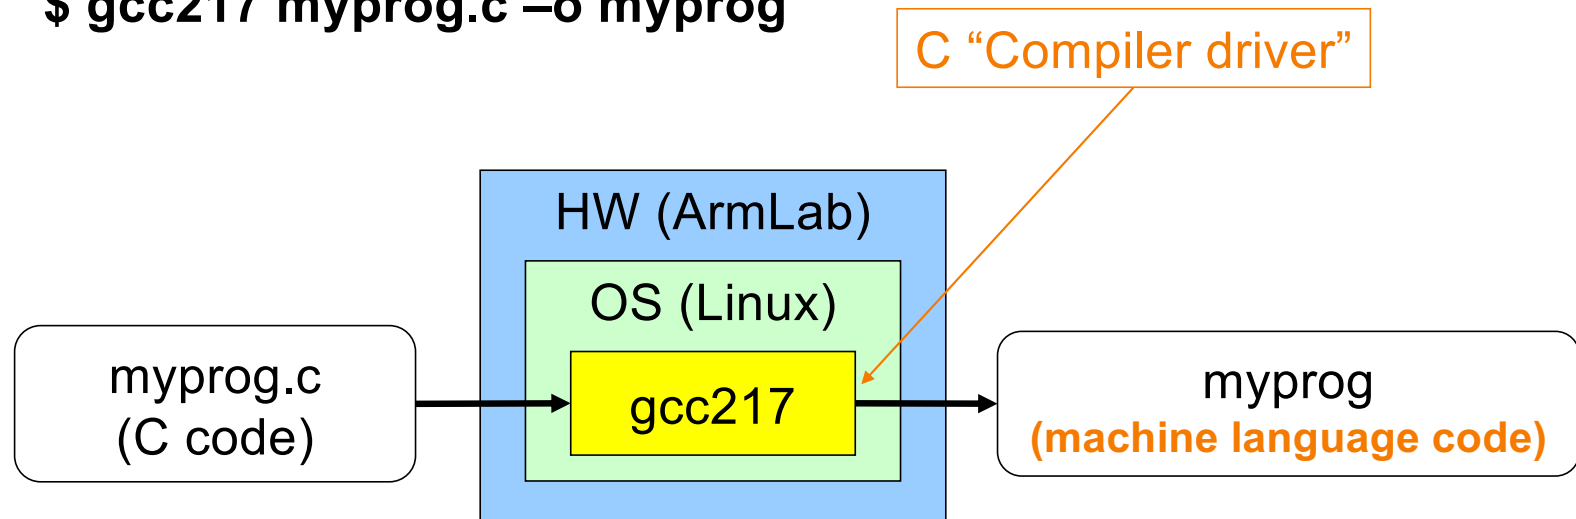 $ gcc217 myprog.c –o myprog
C “Compiler driver”
HW (ArmLab)
OS (Linux)
myprog.c
(C code)
gcc217
myprog
(machine language code)